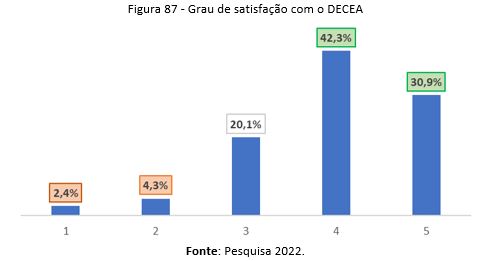 Figura 87 - Grau de satisfação com o DECEA
42,3%
30,9%
20,1%
4,3%
2,4%
1 2 3 4 5
Fonte: Pesquisa 2022.